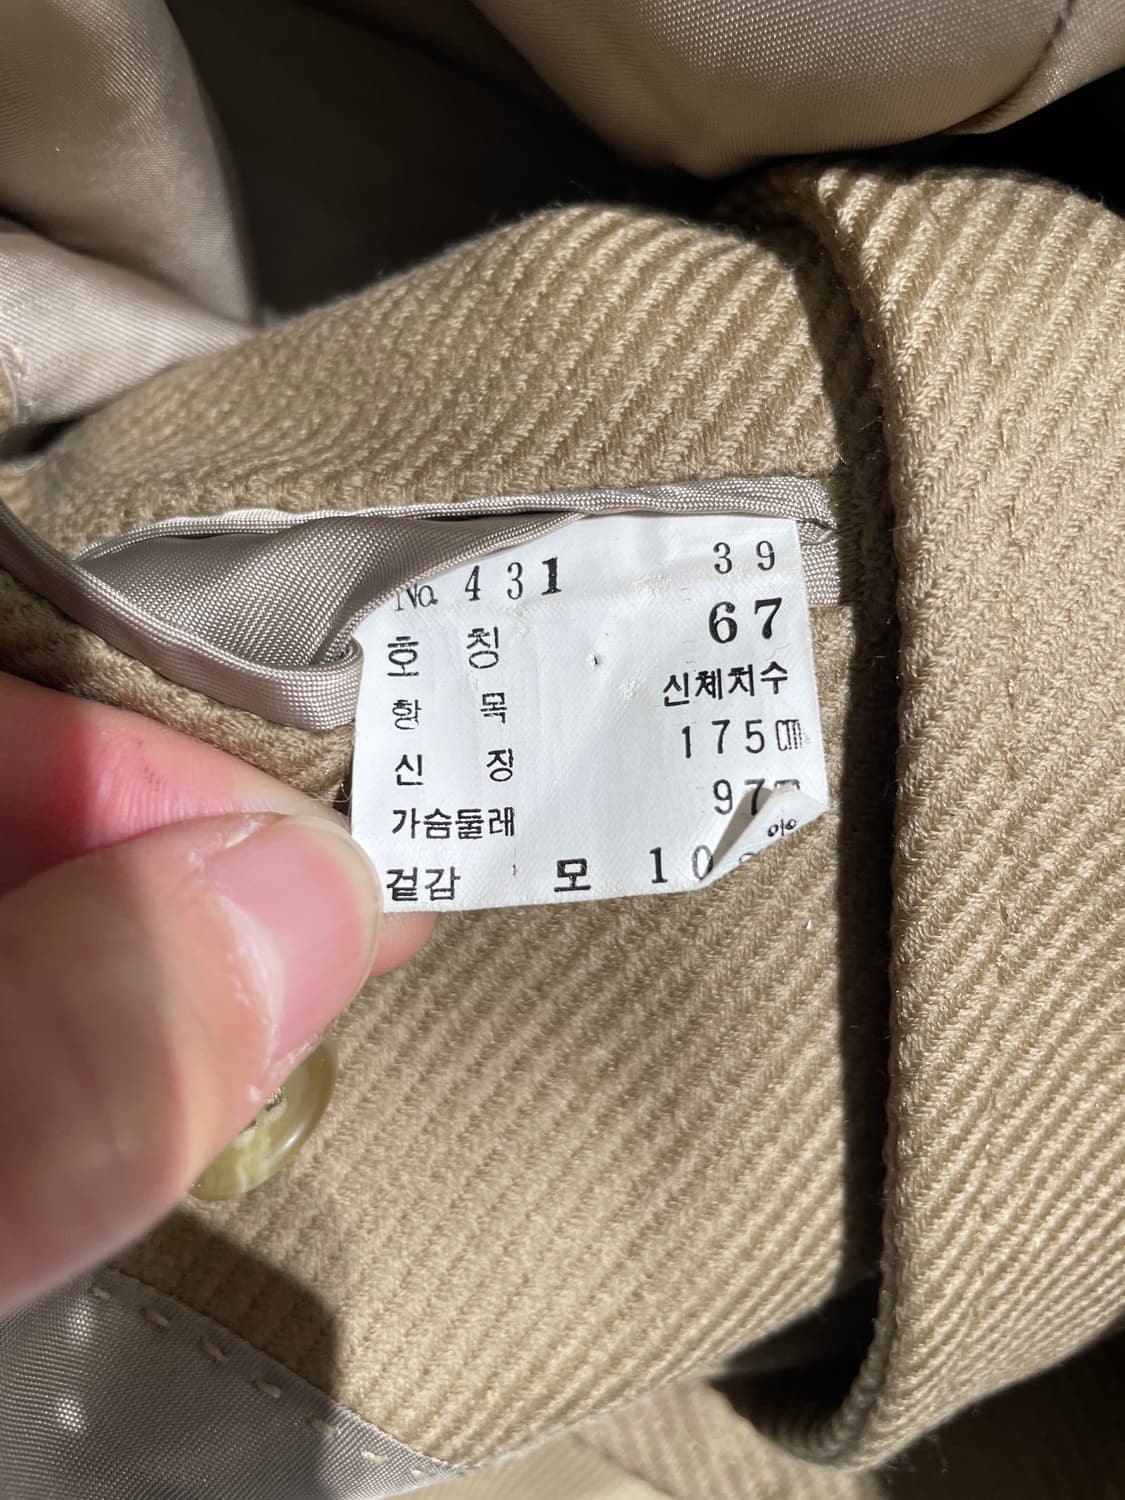 No. 431 39
호 칭 67
항 목 신체치수
신 장 175㎝
가슴둘레 97
겉감 모 10 %